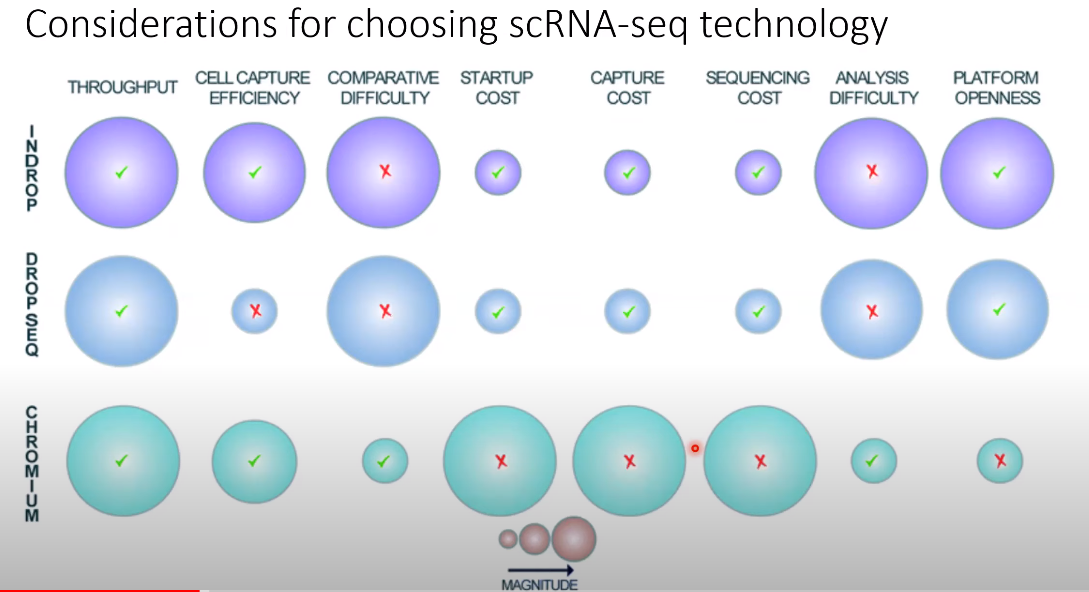 Considerations for choosing scRNA-seq technology
THROUGHPUT
CELL CAPTURE
EFFICIENCY
COMPARATIVE
DIFFICULTY
STARTUP
COST
CAPTURE
COST
SEQUENCING
COST
ANALYSIS
DIFFICULTY
PLATFORM
OPENNESS
INDROP
DROPSEQ
CHROMIUM
MAGNITUDE